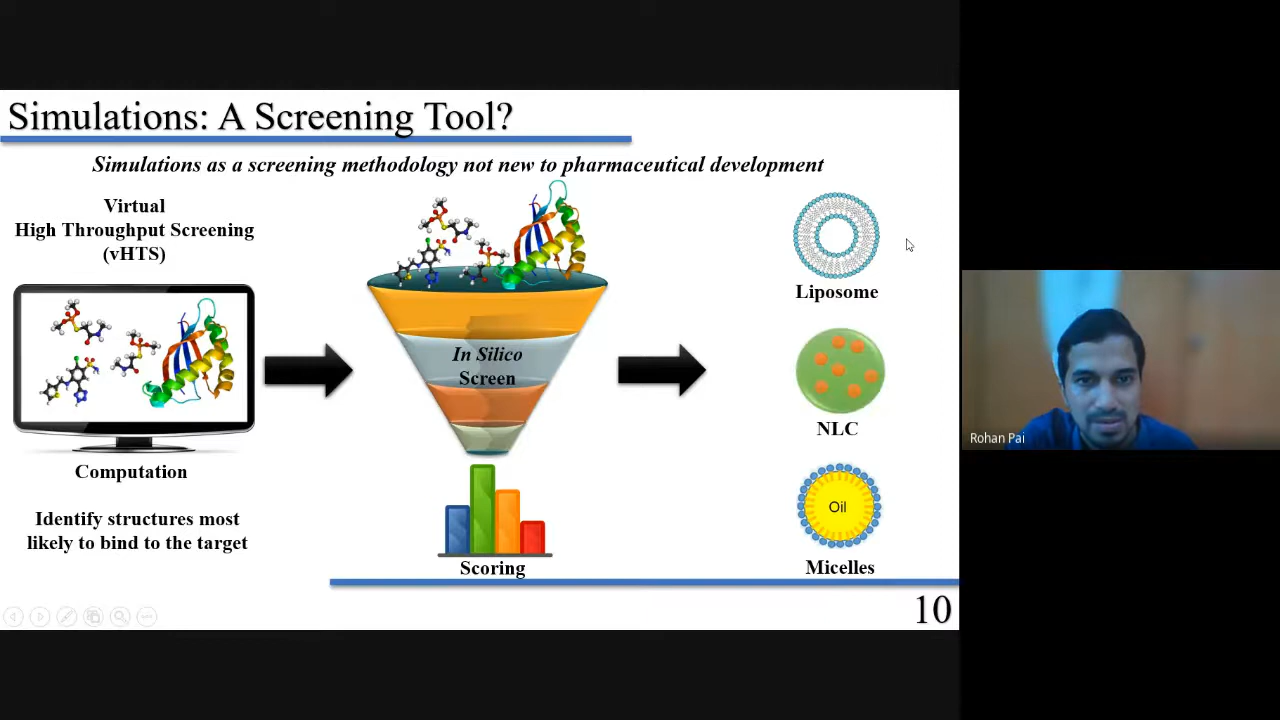 Simulations: A Screening Tool?
Simulations as a screening methodology not new to pharmaceutical development
Virtual
High Throughput Screening
(vHTS)
Computation
Identify structures most
likely to bind to the target
In Silico
Screen
Scoring
Liposome
NLC
Oil
Micelles
10
Rohan Pai